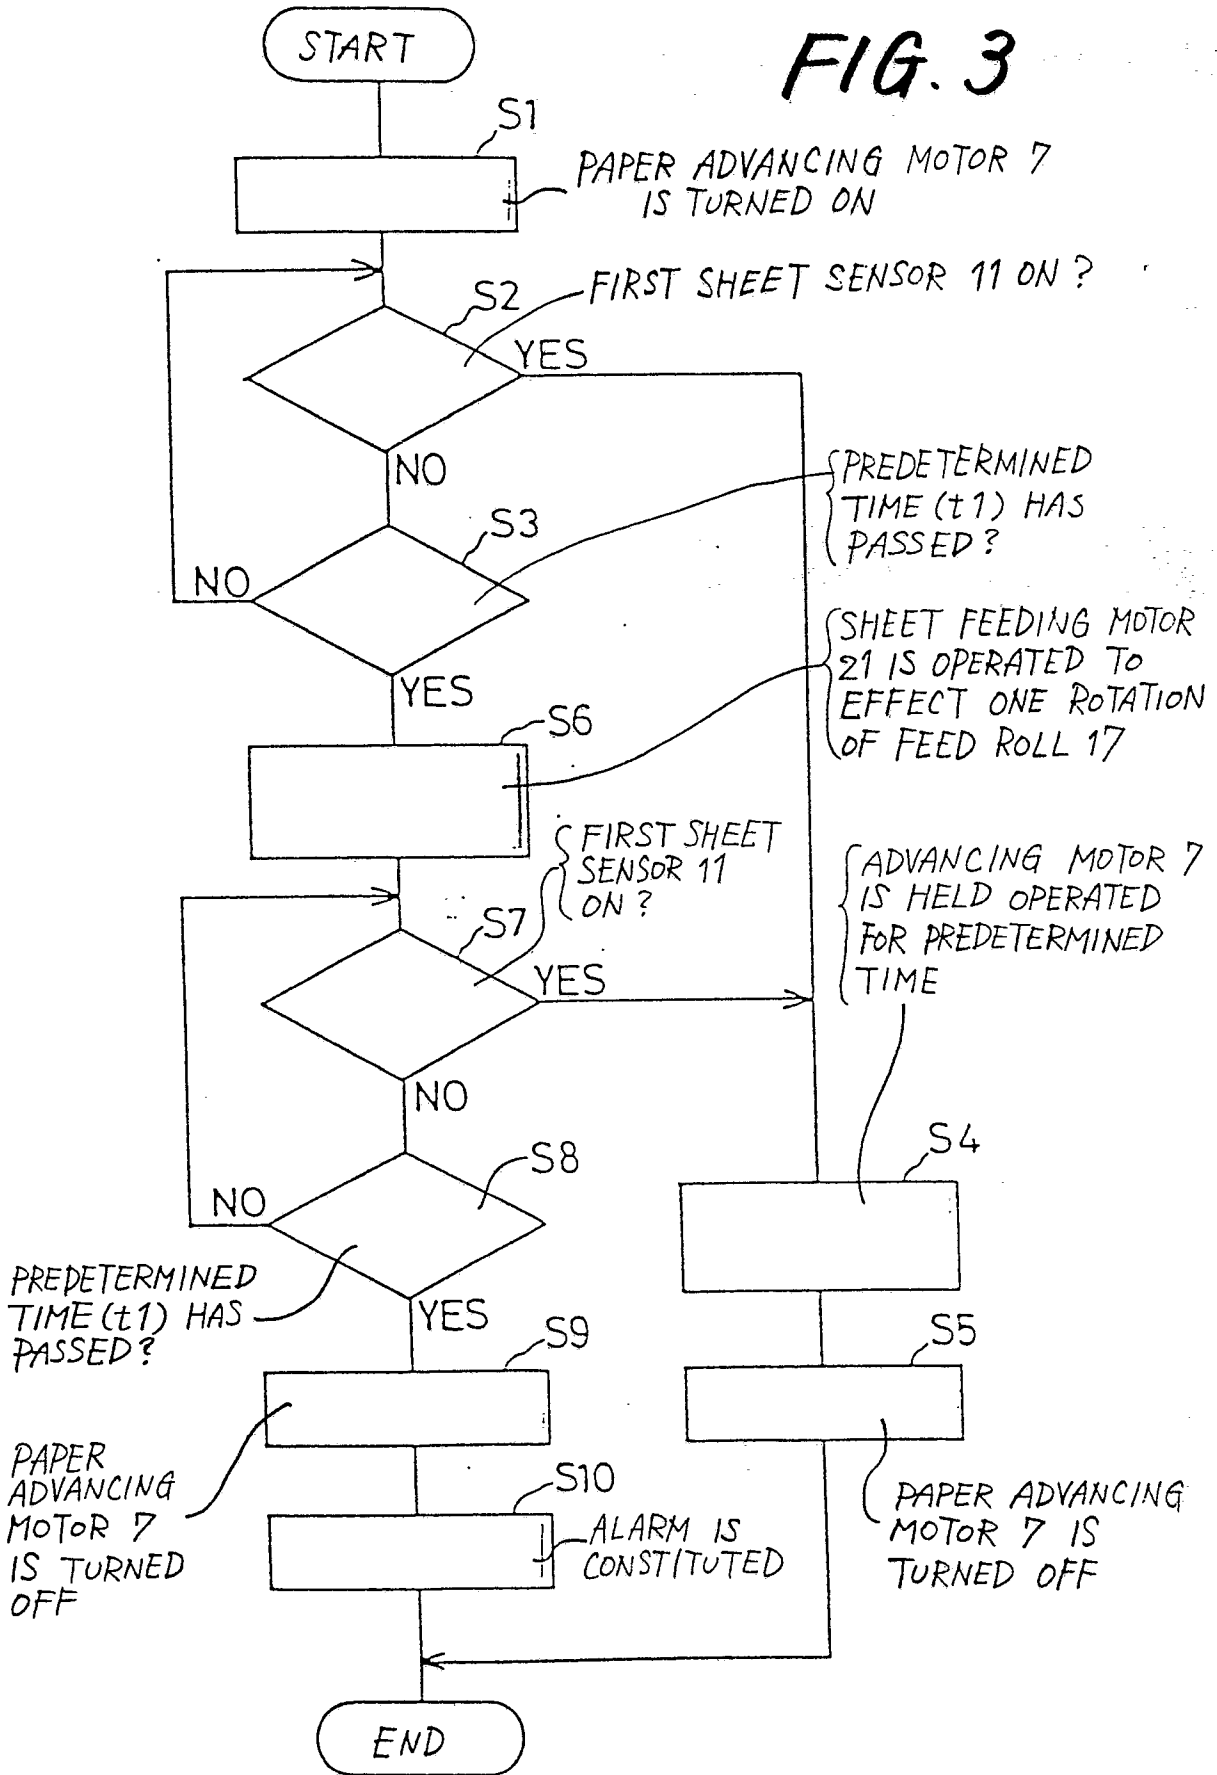 START
FIG. 3
S1
PAPER ADVANCING MOTOR 7
IS TURNED ON
S2
FIRST SHEET SENSOR 11 ON ?
YES
NO
PREDETERMINED
TIME (t1) HAS
PASSED ?
S3
NO
YES
SHEET FEEDING MOTOR
21 IS OPERATED TO
EFFECT ONE ROTATION
OF FEED ROLL 17
S6
FIRST SHEET
SENSOR 11
ON ?
S7
YES
NO
ADVANCING MOTOR 7
IS HELD OPERATED
FOR PREDETERMINED
TIME
S4
S8
NO
YES
PREDETERMINED
TIME (t1) HAS
PASSED ?
S9
S5
PAPER
ADVANCING
MOTOR 7
IS TURNED
OFF
S10
ALARM IS
CONSTITUTED
PAPER ADVANCING
MOTOR 7 IS
TURNED OFF
END